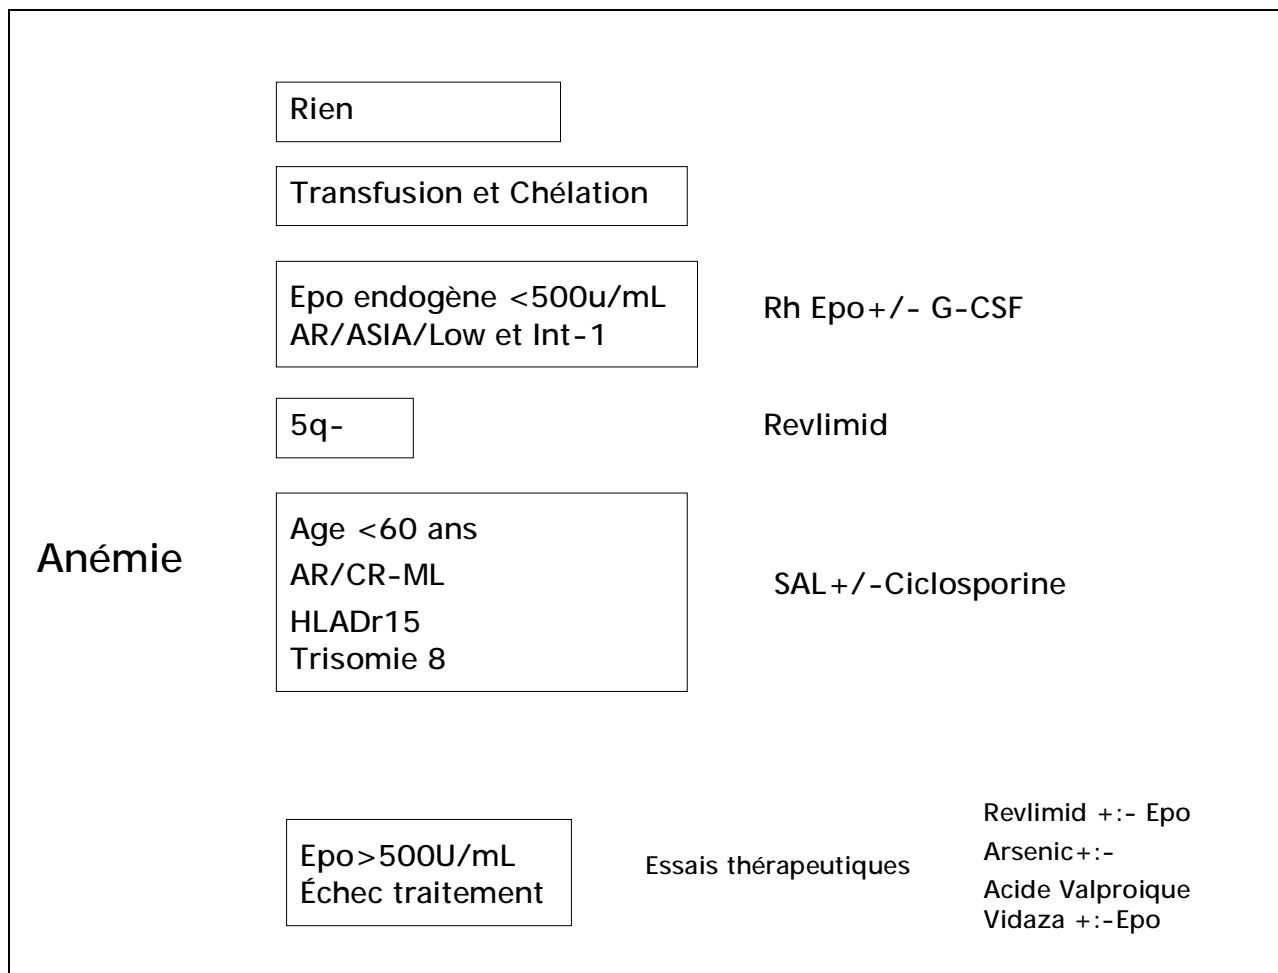 Rien
Transfusion et Chélation
Epo endogène <500u/mL
AR/ASIA/Low et Int-1
Rh Epo+/- G-CSF
5q-
Revlimid
Anémie
Age <60 ans
AR/CR-ML
HLADr15
Trisomie 8
SAL+/-Ciclosporine
Epo>500U/mL
Échec traitement
Essais thérapeutiques
Revlimid +:- Epo
Arsenic+:-
Acide Valproique
Vidaza +:-Epo